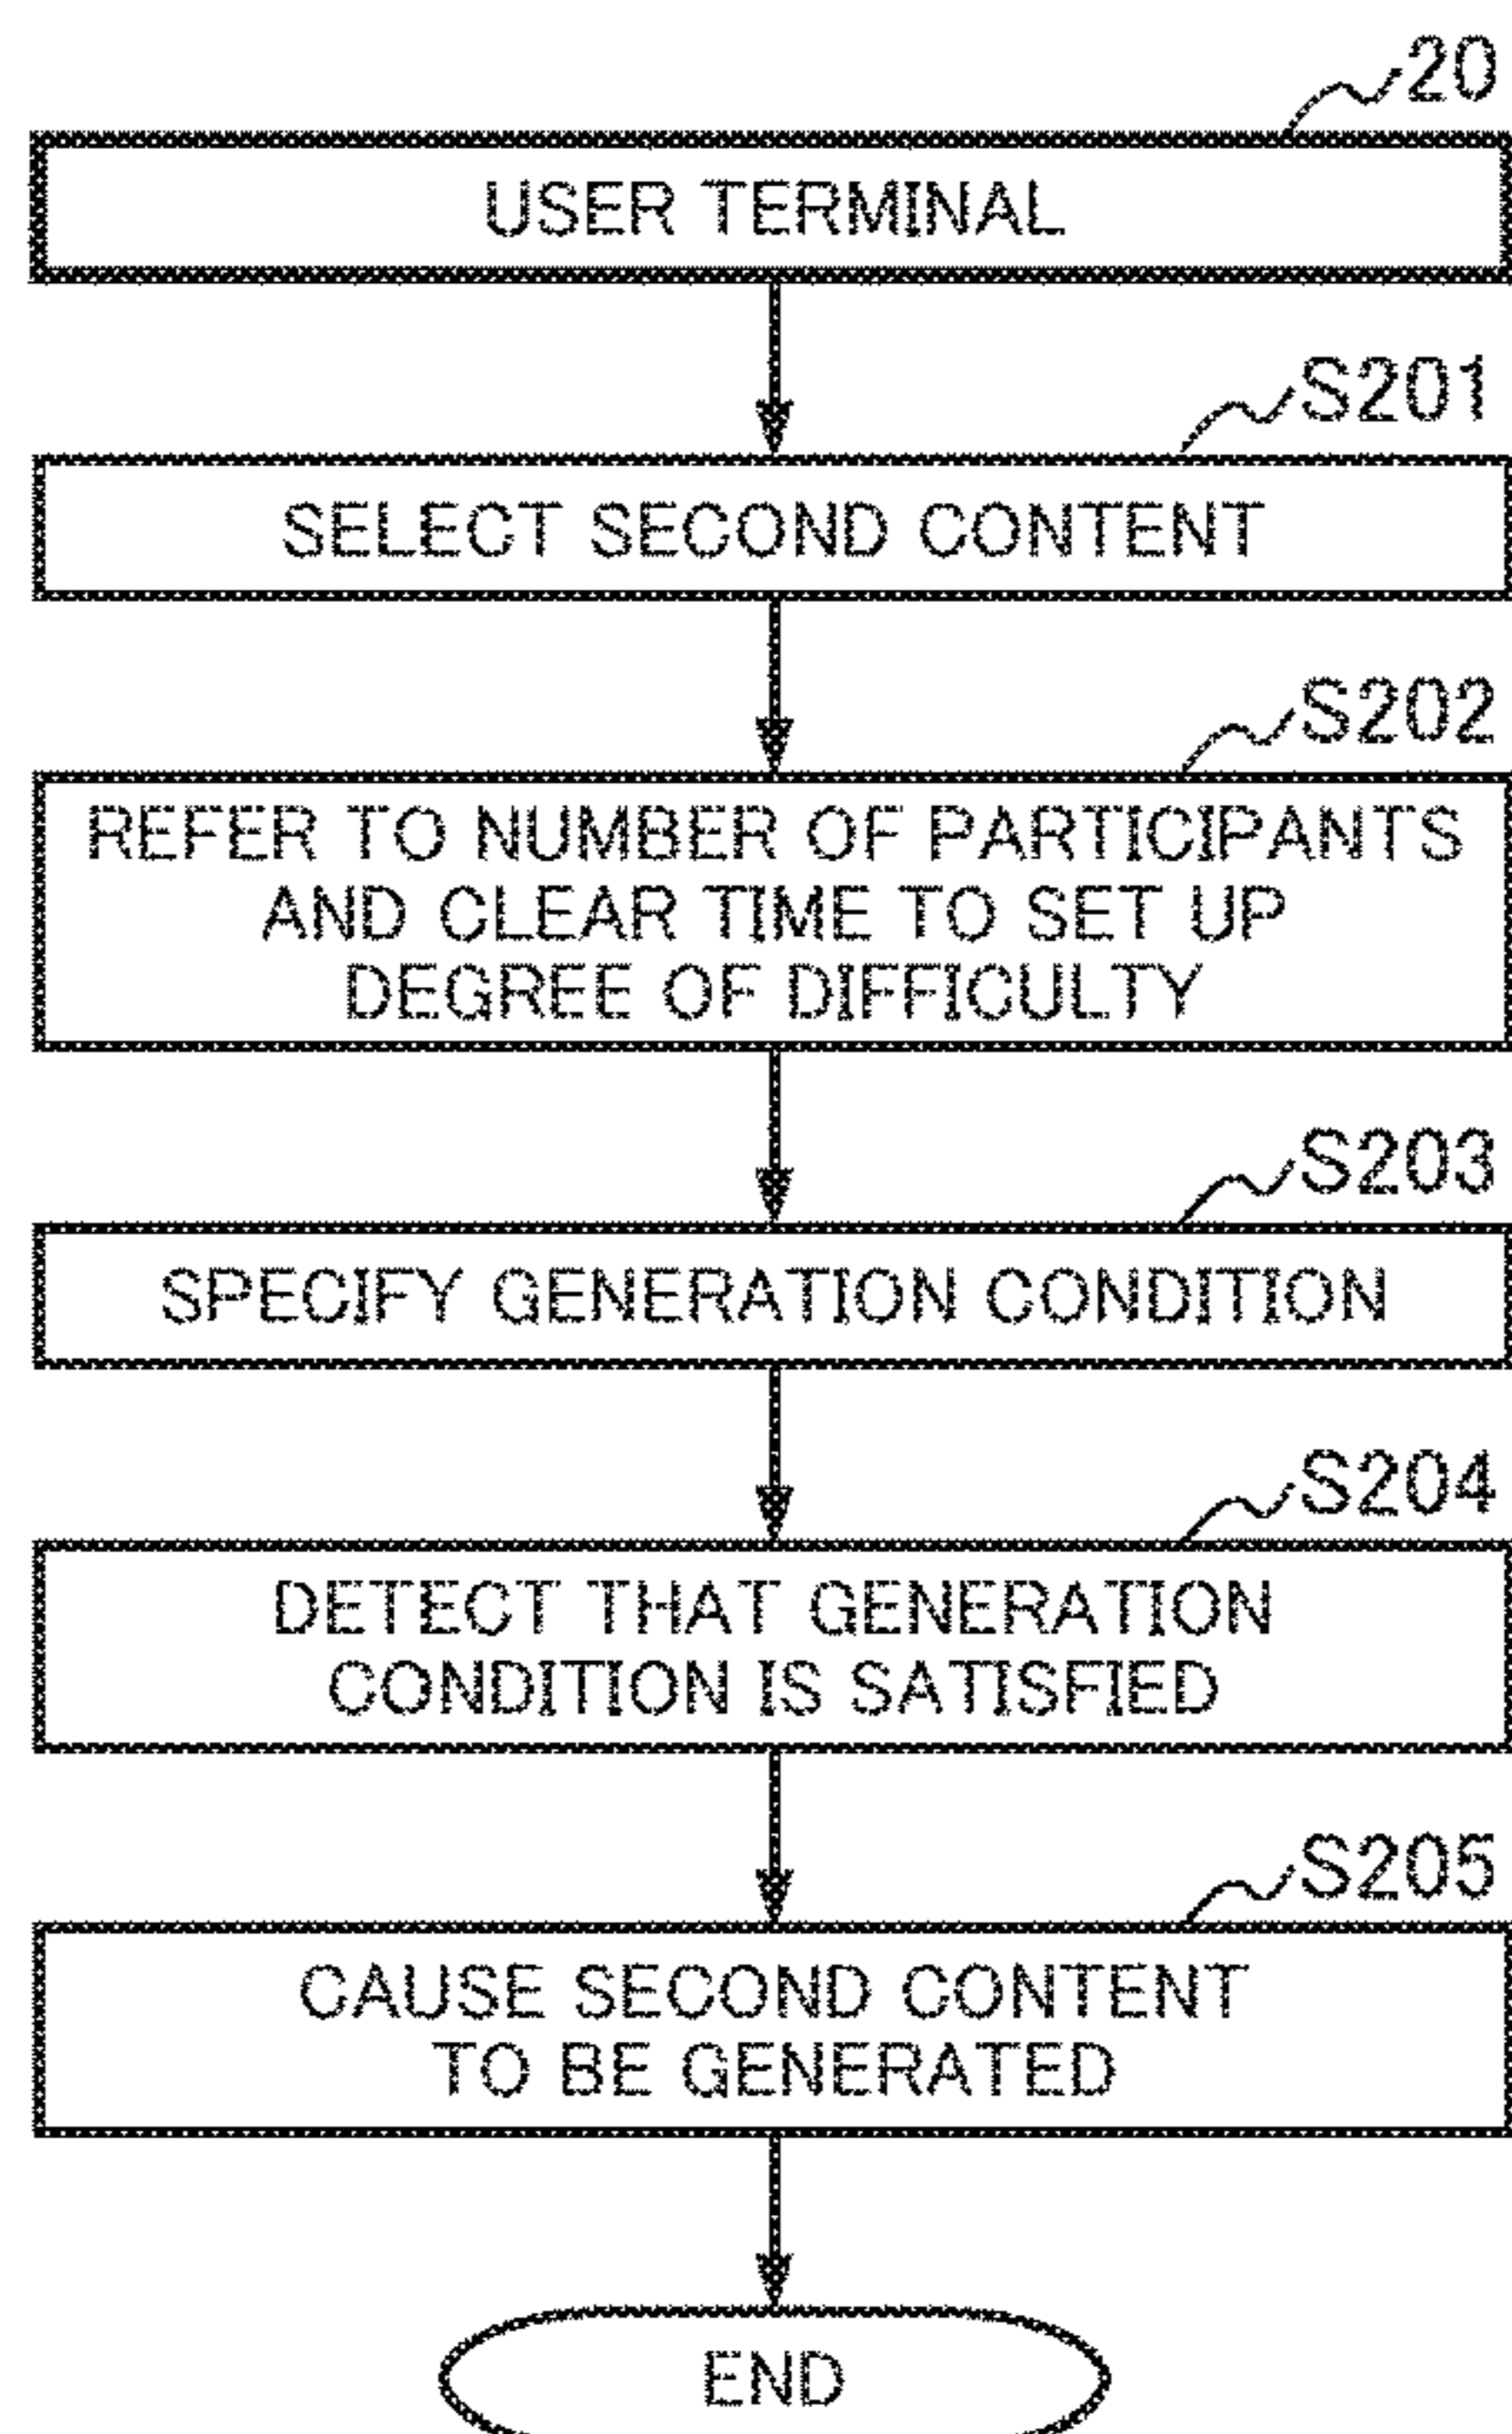 20
USER TERMINAL
S201
SELECT SECOND CONTENT
S202
REFER TO NUMBER OF PARTICIPANTS
AND CLEAR TIME TO SET UP
DEGREE OF DIFFICULTY
S203
SPECIFY GENERATION CONDITION
S204
DETECT THAT GENERATION
CONDITION IS SATISFIED
S205
CAUSE SECOND CONTENT
TO BE GENERATED
END